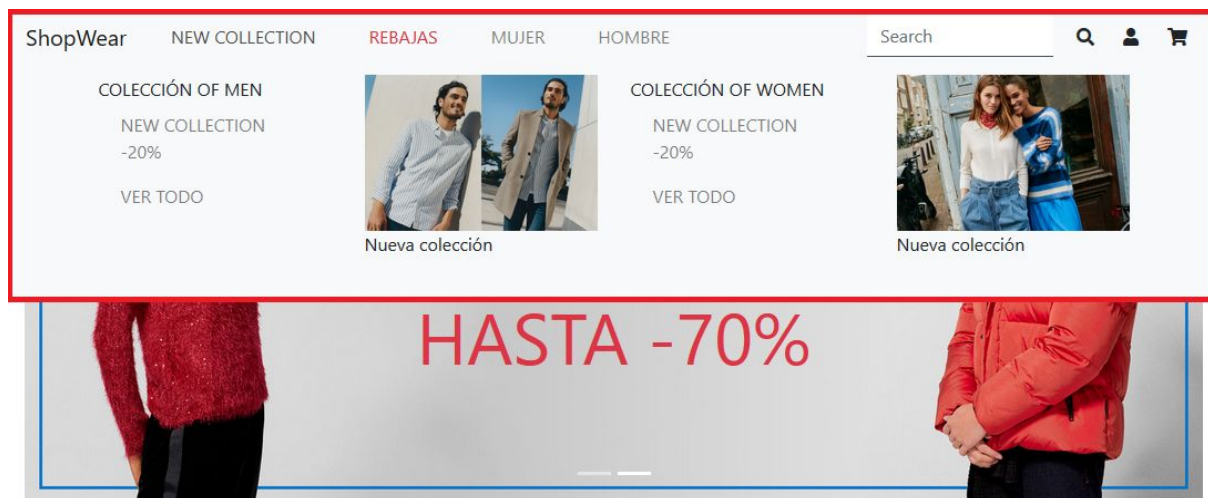 ShopWear NEW COLLECTION REBAJAS MUJER HOMBRE Search
COLECCIÓN OF MEN
NEW COLLECTION
-20%
VER TODO
Nueva colección
COLECCIÓN OF WOMEN
NEW COLLECTION
-20%
VER TODO
Nueva colección
HASTA -70%